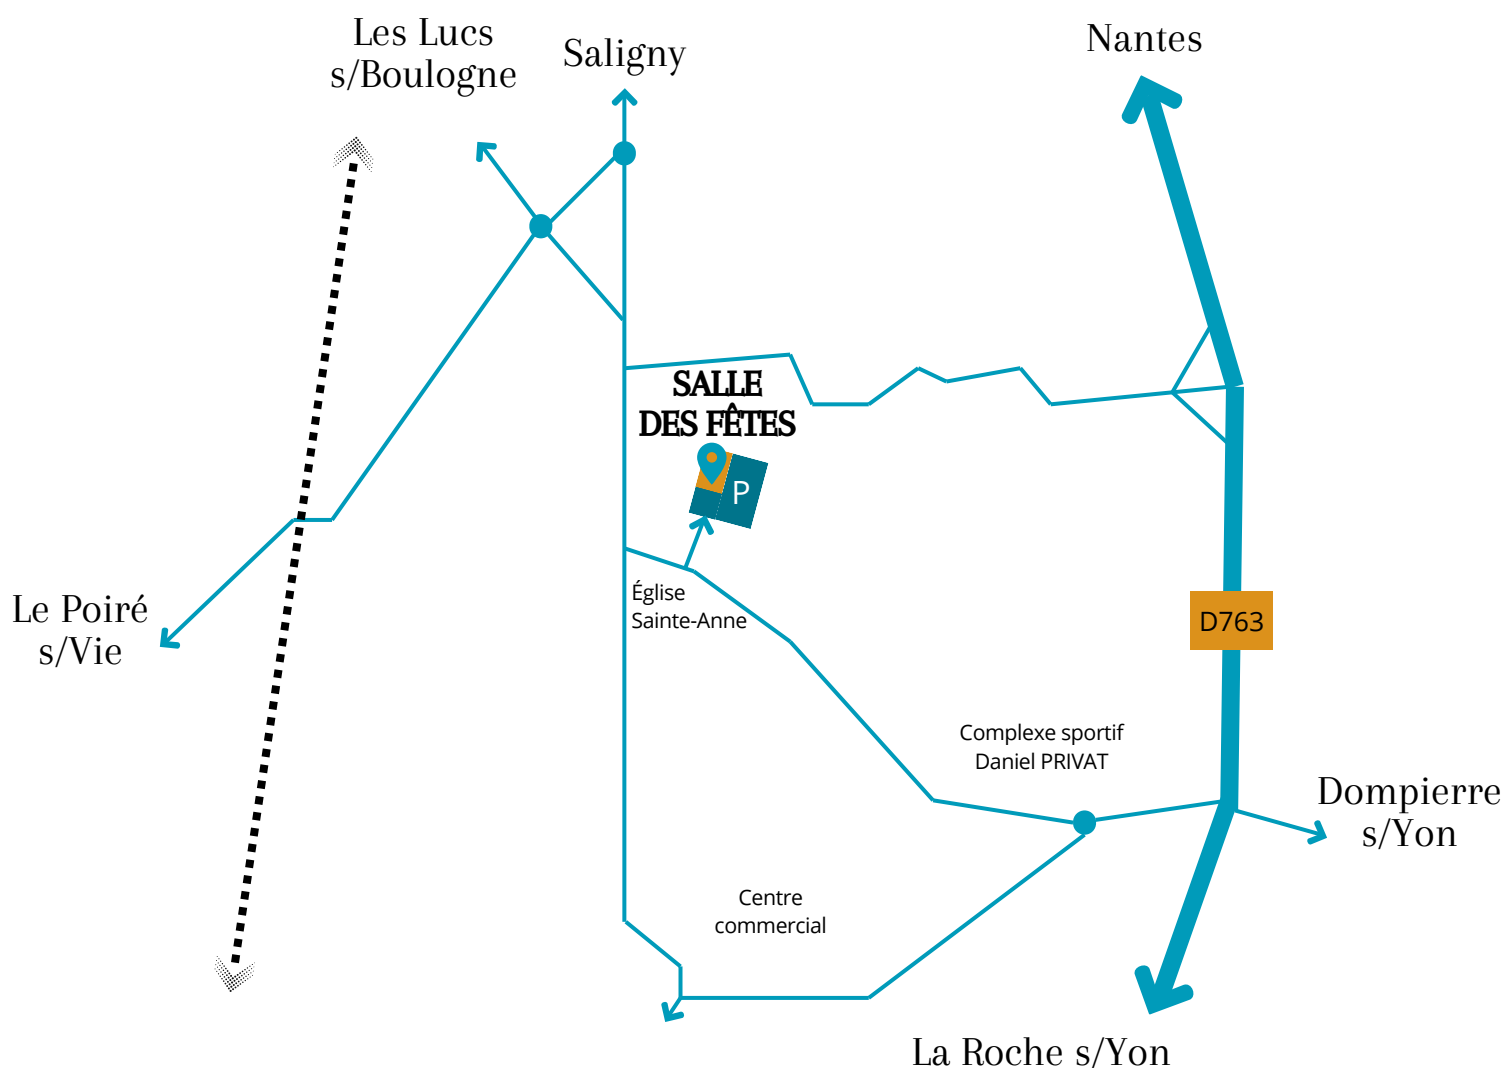 Les Lucs
s/Boulogne
Saligny
Nantes
SALLE
DES FÊTES
P
Église
Sainte-Anne
Le Poiré
s/Vie
D763
Complexe sportif
Daniel PRIVAT
Dompierre
s/Yon
Centre
commercial
La Roche s/Yon